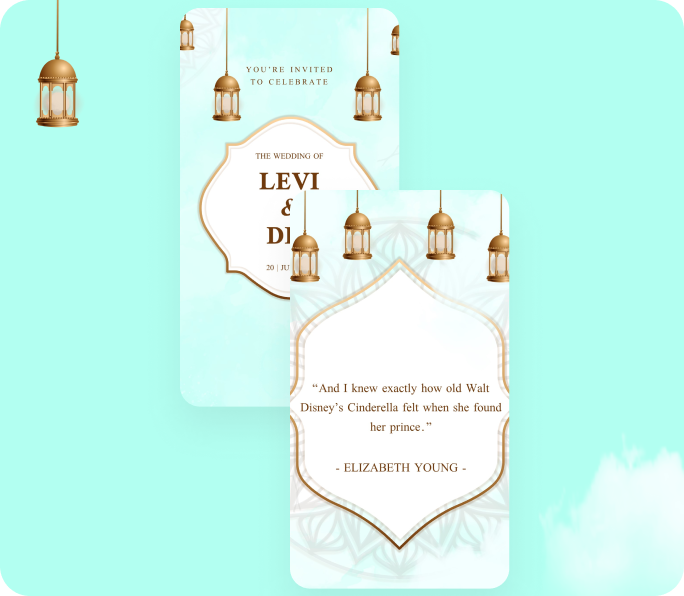 YOU'RE INVITED
TO CELEBRATE
THE WEDDING OF
LEVI
&
20 |
“And I knew exactly how old Walt
Disney’s Cinderella felt when she found
her prince.”
- ELIZABETH YOUNG -